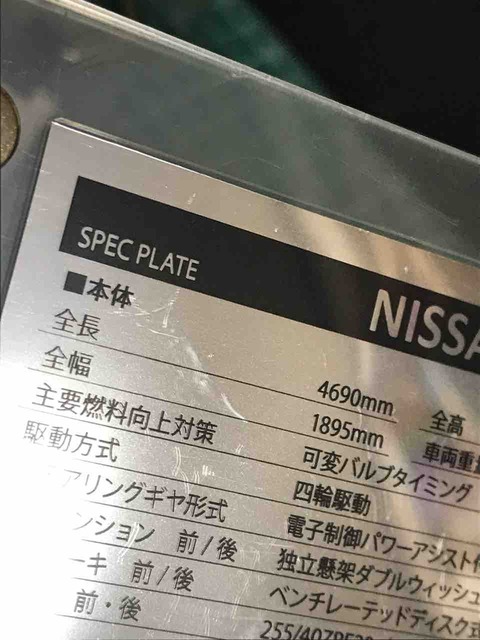 SPEC PLATE NISSA
■本体
全長 4690mm 全高
全幅 1895mm 車両重量
主要燃料向上対策 可変バルブタイミング
駆動方式 四輪駆動
アリングギヤ形式 電子制御パワーアシスト付
ンション 前/後 独立懸架ダブルウィッシュ
ーキ 前/後 ベンチレーテッドディスク式
前・後 255/40ZRF20